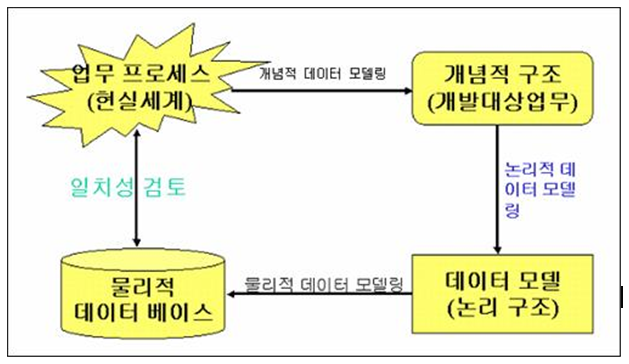 업무 프로세스
(현실세계)
개념적 데이터 모델링
개념적 구조
(개발대상업무)
논리적 데
이터 모델
링
일치성 검토
물리적
데이터 베이스
물리적 데이터 모델링
데이터 모델
(논리 구조)